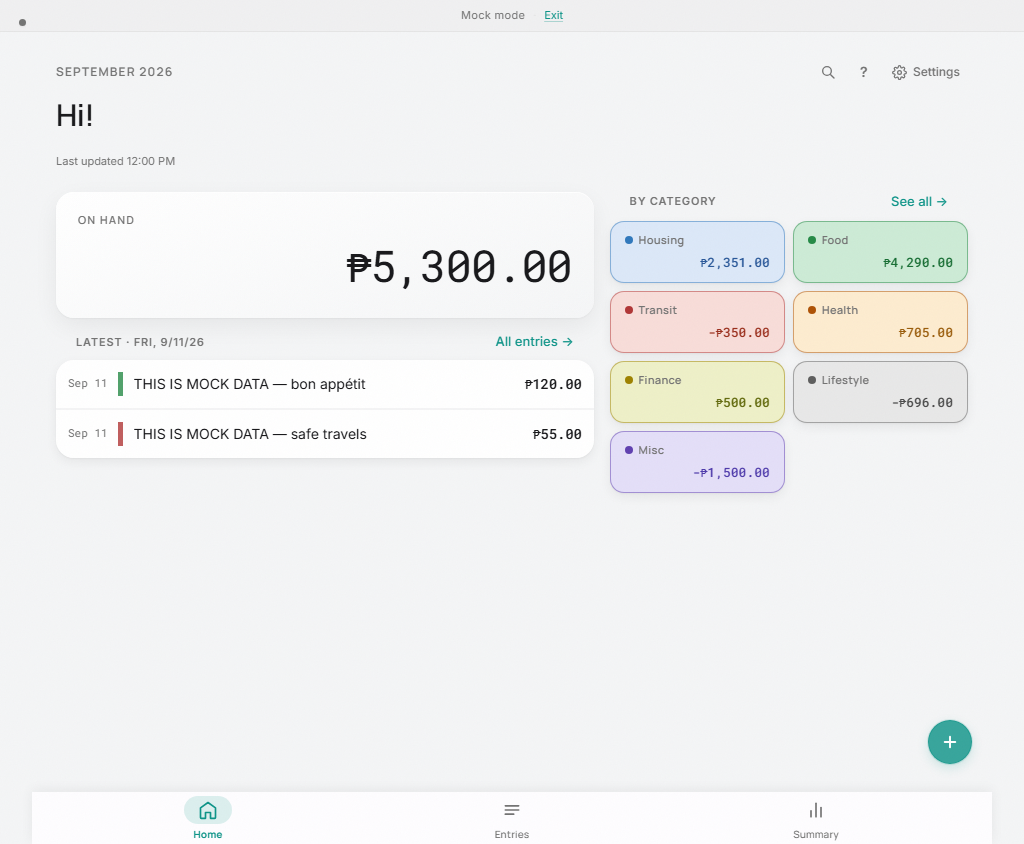 Mock mode · Exit
SEPTEMBER 2026
? Settings
Hi!
Last updated 12:00 PM
ON HAND
₱5,300.00
LATEST · FRI, 9/11/26
All entries →
Sep 11 THIS IS MOCK DATA — bon appétit ₱120.00
Sep 11 THIS IS MOCK DATA — safe travels ₱55.00
BY CATEGORY
See all →
Housing
₱2,351.00
Food
₱4,290.00
Transit
-₱350.00
Health
₱705.00
Finance
₱500.00
Lifestyle
-₱696.00
Misc
-₱1,500.00
+
Home
Entries
Summary